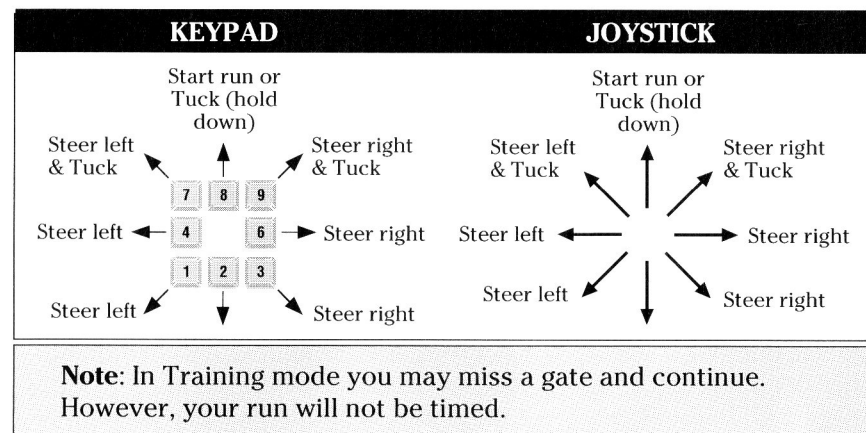 KEYPAD
Start run or
Tuck (hold
down)
Steer left
& Tuck
Steer right
& Tuck
7 8 9
Steer left
4 6
Steer right
1 2 3
Steer left
Steer right
JOYSTICK
Start run or
Tuck (hold
down)
Steer left
& Tuck
Steer right
& Tuck
Steer left
Steer right
Steer left
Steer right
Note: In Training mode you may miss a gate and continue.
However, your run will not be timed.